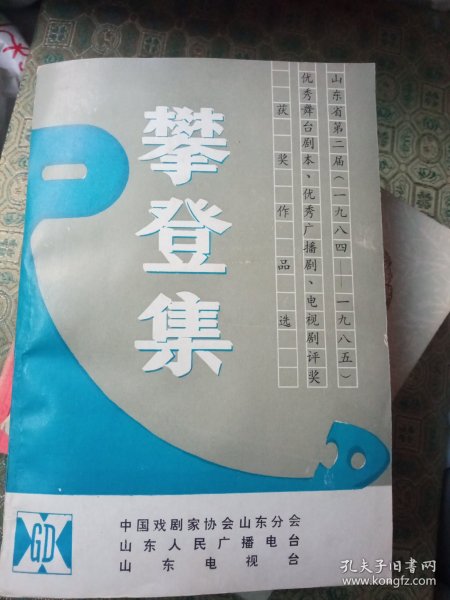 攀登集
山东省第二届(一九八四——一九八五)
优秀舞台剧本、优秀广播剧、电视剧评奖
获奖作品选
GD
中国戏剧家协会山东分会
山东人民广播电台
山东电视台
孔夫子旧书网
www.kongfz.com